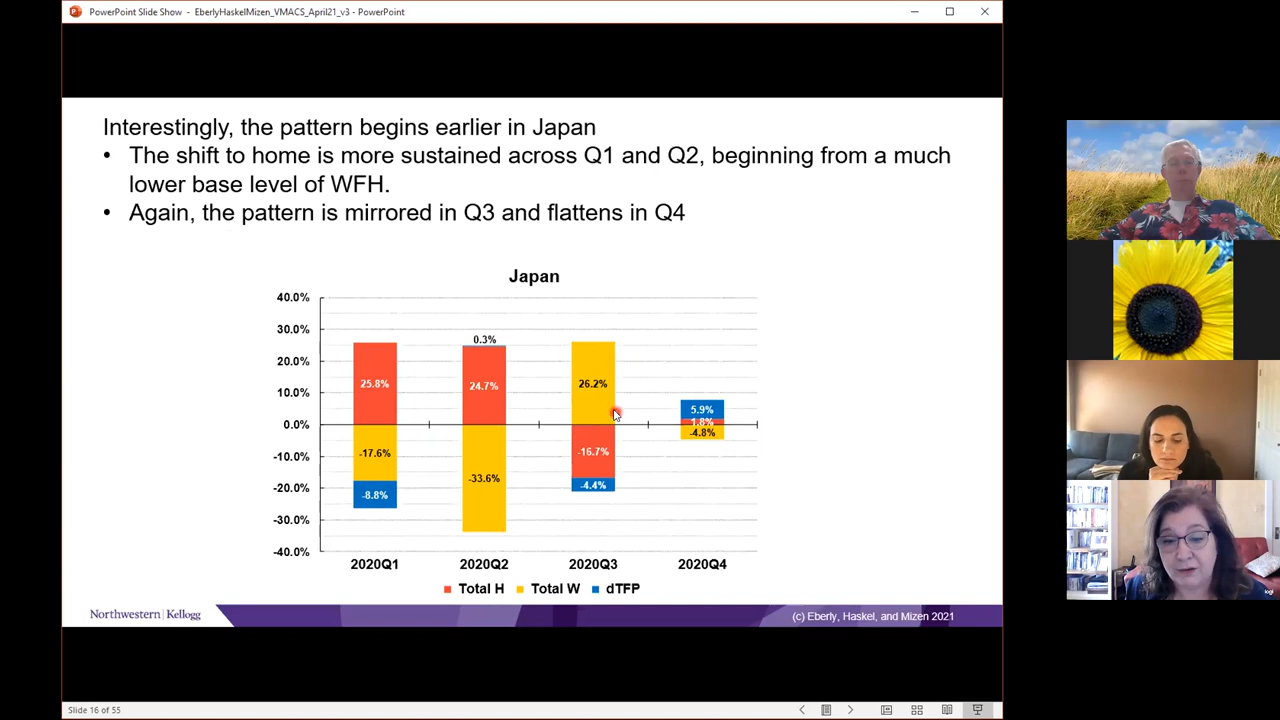 PowerPoint Slide Show - EberlyHaskelMizen_VMACS_April21_v3 - PowerPoint
Interestingly, the pattern begins earlier in Japan
• The shift to home is more sustained across Q1 and Q2, beginning from a much
lower base level of WFH.
• Again, the pattern is mirrored in Q3 and flattens in Q4
Japan
40.0%
30.0%
20.0%
10.0%
0.0%
-10.0%
-20.0%
-30.0%
-40.0%
25.8%
-17.6%
-8.8%
0.3%
24.7%
-33.6%
26.2%
-16.7%
-4.4%
5.9%
1.8%
-4.8%
2020Q1 2020Q2 2020Q3 2020Q4
Total H Total W dTFP
Northwestern | Kellogg
(c) Eberly, Haskel, and Mizen 2021
Slide 16 of 55